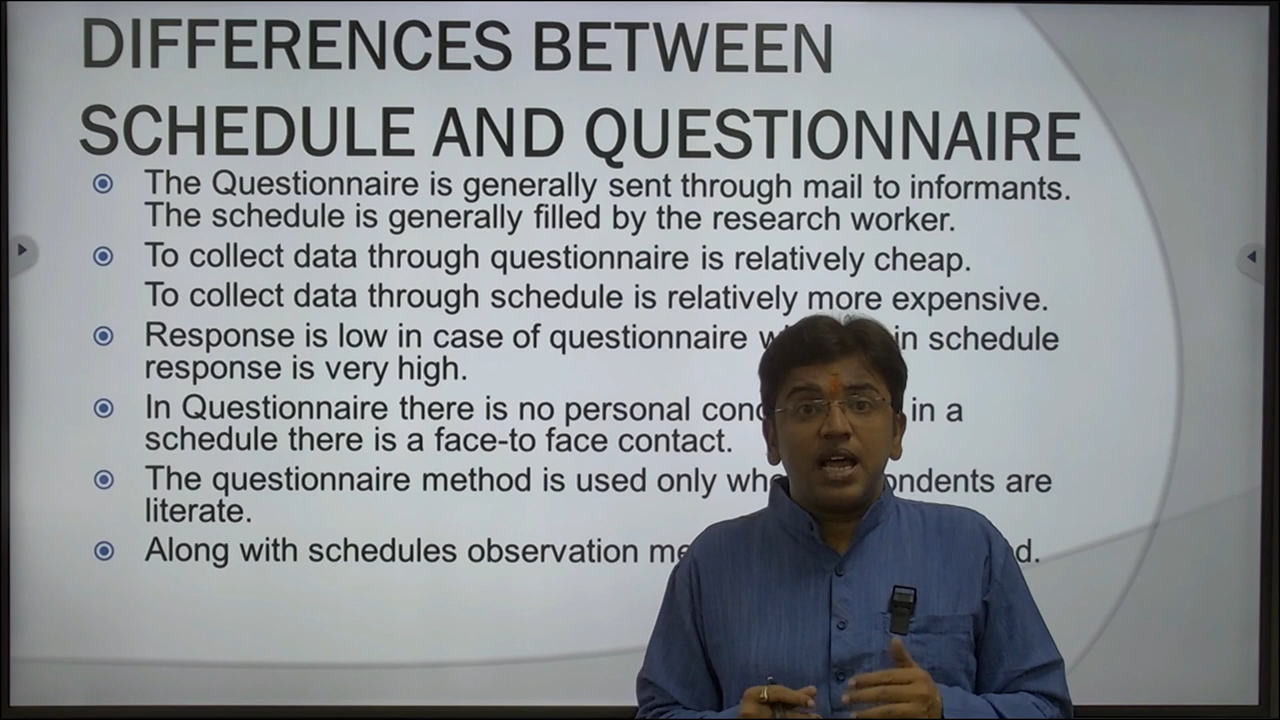 DIFFERENCES BETWEEN
SCHEDULE AND QUESTIONNAIRE
The Questionnaire is generally sent through mail to informants.
The schedule is generally filled by the research worker.
To collect data through questionnaire is relatively cheap.
To collect data through schedule is relatively more expensive.
Response is low in case of questionnaire in schedule
response is very high.
In Questionnaire there is no personal in a
schedule there is a face-to face contact.
The questionnaire method is used only are
literate.
Along with schedules observation